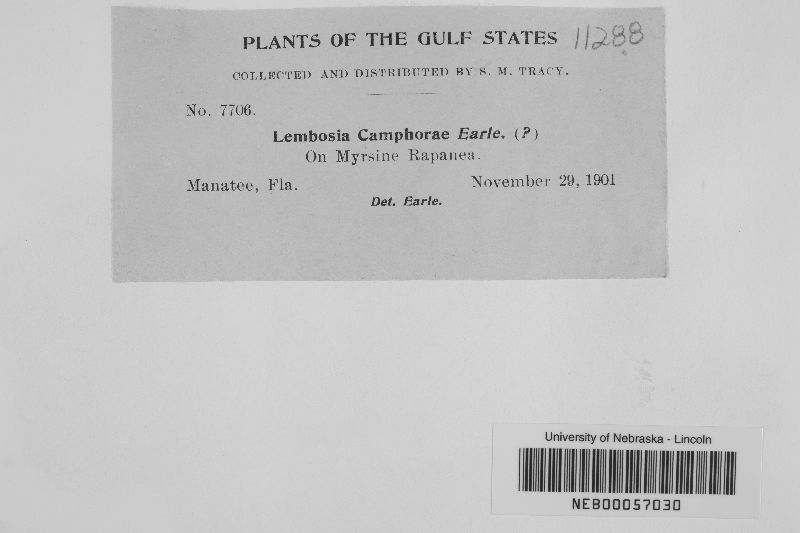 PLANTS OF THE GULF STATES 11288
COLLECTED AND DISTRIBUTED BY S. M. TRACY.
No. 7706.
Lembosia Camphorae Earle. (?)
On Myrsine Rapanea.
Manatee, Fla. November 29, 1901
Det. Earle.
University of Nebraska - Lincoln
NEB00057030